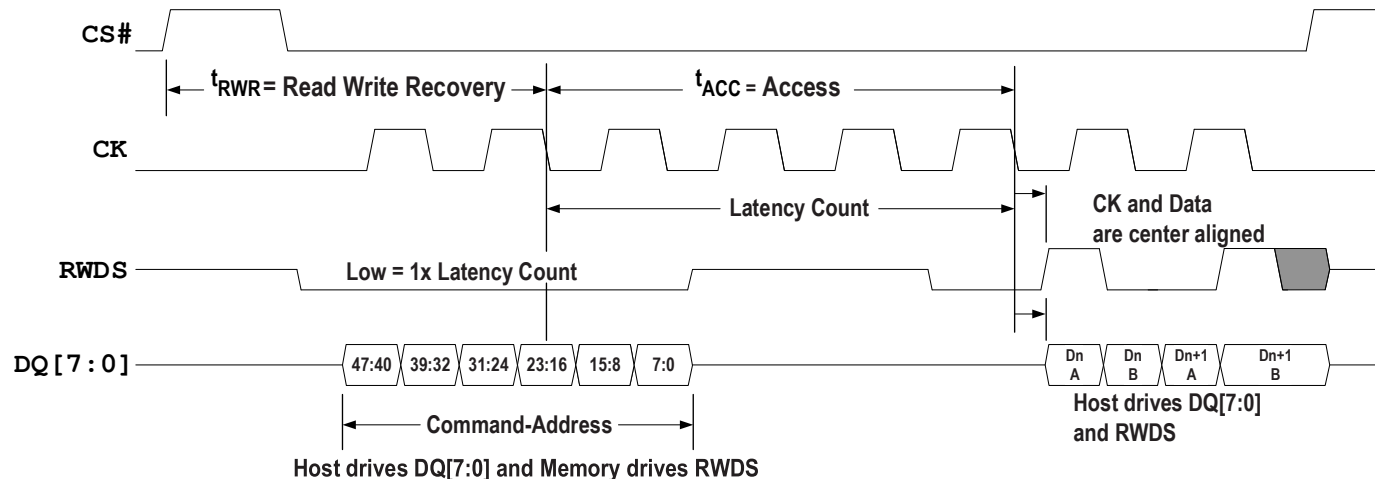 CS#
tRWR= Read Write Recovery
tACC = Access
CK
Latency Count
CK and Data
are center aligned
RWDS
Low = 1x Latency Count
DQ[7:0]
47:40 39:32 31:24 23:16 15:8 7:0
Dn Dn Dn+1 Dn+1
A B A B
Command-Address
Host drives DQ[7:0]
and RWDS
Host drives DQ[7:0] and Memory drives RWDS